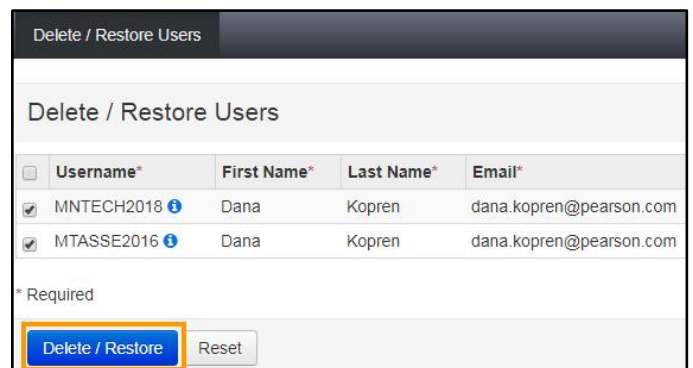 Delete / Restore Users
Delete / Restore Users
Username* First Name* Last Name* Email*
MNTECH2018 Dana Kopren dana.kopren@pearson.com
MTASSE2016 Dana Kopren dana.kopren@pearson.com
* Required
Delete / Restore Reset